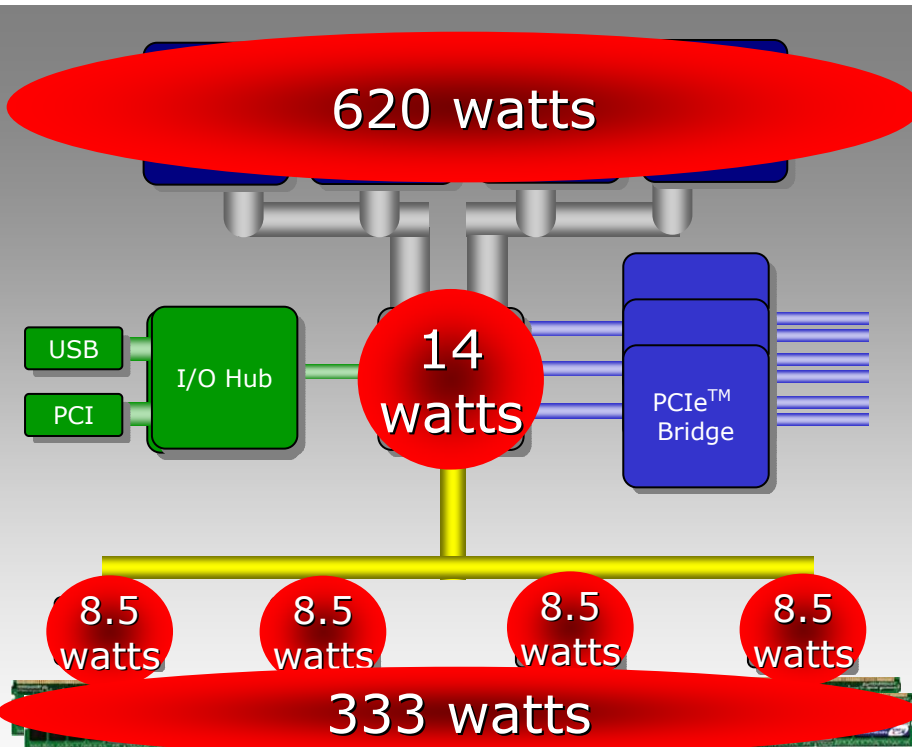 620 watts
14
watts
USB
PCI
I/O Hub
PCIe™
Bridge
8.5
watts
8.5
watts
8.5
watts
8.5
watts
333 watts